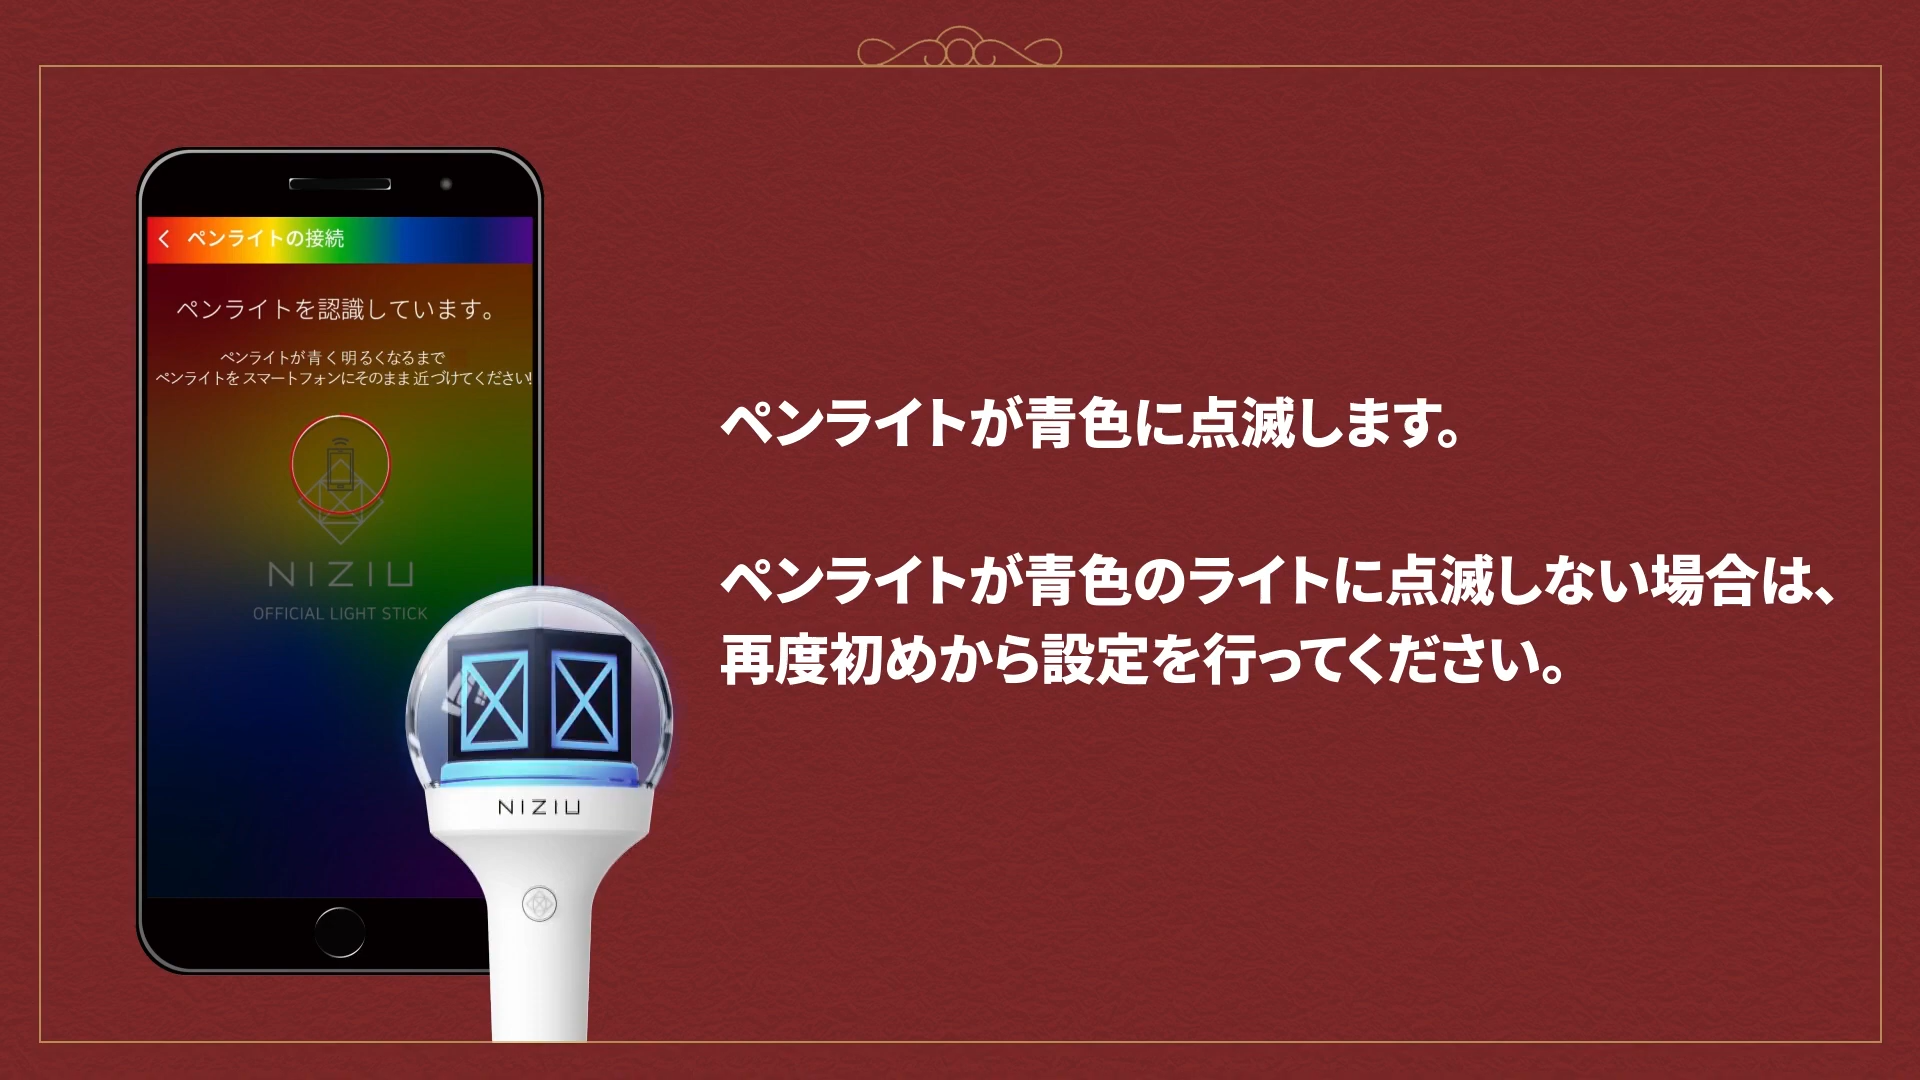 ペンライトの接続
ペンライトを認識しています。
ペンライトが青く明るくなるまで
ペンライトをスマートフォンにそのまま近づけてください!
NIZIU
OFFICIAL LIGHT STICK
NIZIU
ペンライトが青色に点滅します。
ペンライトが青色のライトに点滅しない場合は、
再度初めから設定を行ってください。